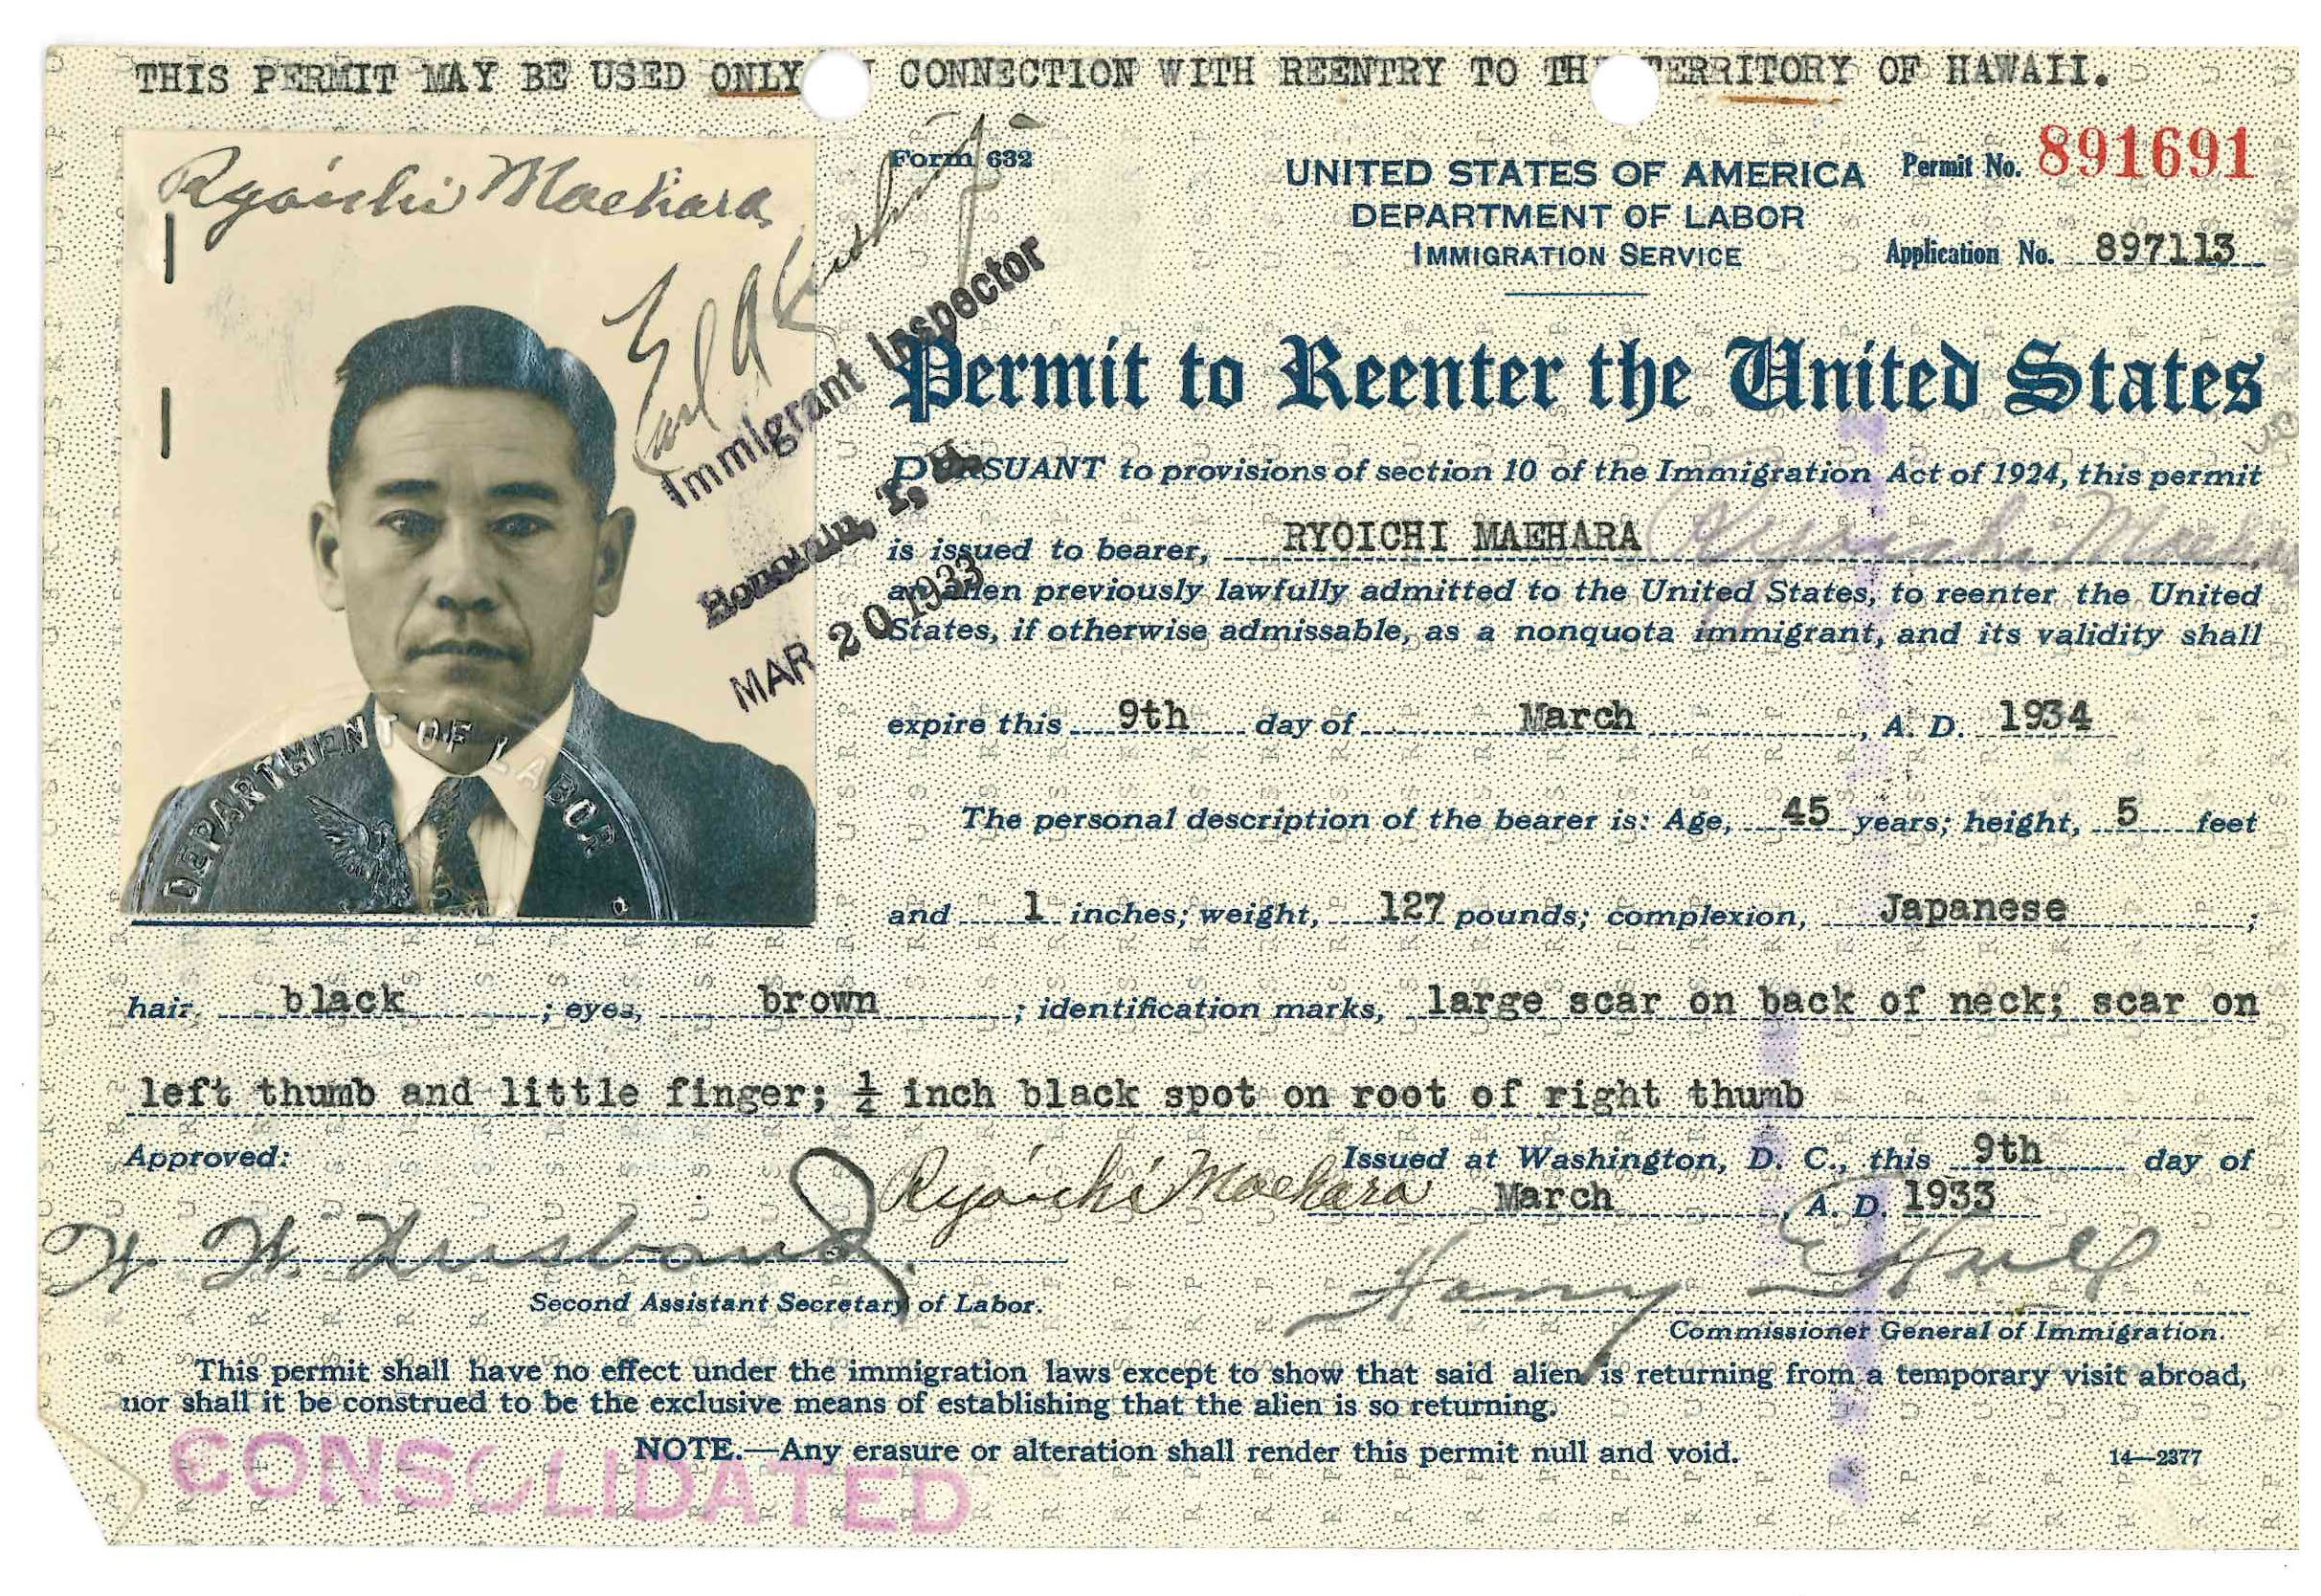 THIS PERMIT MAY BE USED ONLY CONNECTION WITH REENTRY TO TH TERRITORY OF HAWAII.
Ryoichi Maehara
Form 632
UNITED STATES OF AMERICA
DEPARTMENT OF LABOR
IMMIGRATION SERVICE
Permit No. 891691
Application No. 897113
Earl A
Immigrant Inspector
Honolulu, T. H.
MAR 20 1933
DEPARTMENT OF LABOR
Permit to Reenter the United States
PURSUANT to provisions of section 10 of the Immigration Act of 1924, this permit
is issued to bearer, RYOICHI MAEHARA Ryoichi Maehara
an alien previously lawfully admitted to the United States, to reenter the United
States, if otherwise admissable, as a nonquota immigrant, and its validity shall
expire this 9th day of March, A. D. 1934
The personal description of the bearer is: Age, 45 years; height, 5 feet
and 1 inches; weight, 127 pounds; complexion, Japanese;
hair, black; eyes, brown; identification marks, large scar on back of neck; scar on
left thumb and little finger; ½ inch black spot on root of right thumb
Approved:
Ryoichi Maehara
Issued at Washington, D. C., this 9th day of
March, A. D. 1933
W. W. Husband
Second Assistant Secretary of Labor.
Harry E Hull
Commissioner General of Immigration.
This permit shall have no effect under the immigration laws except to show that said alien is returning from a temporary visit abroad,
nor shall it be construed to be the exclusive means of establishing that the alien is so returning.
NOTE.—Any erasure or alteration shall render this permit null and void.
14—2377
CONSOLIDATED